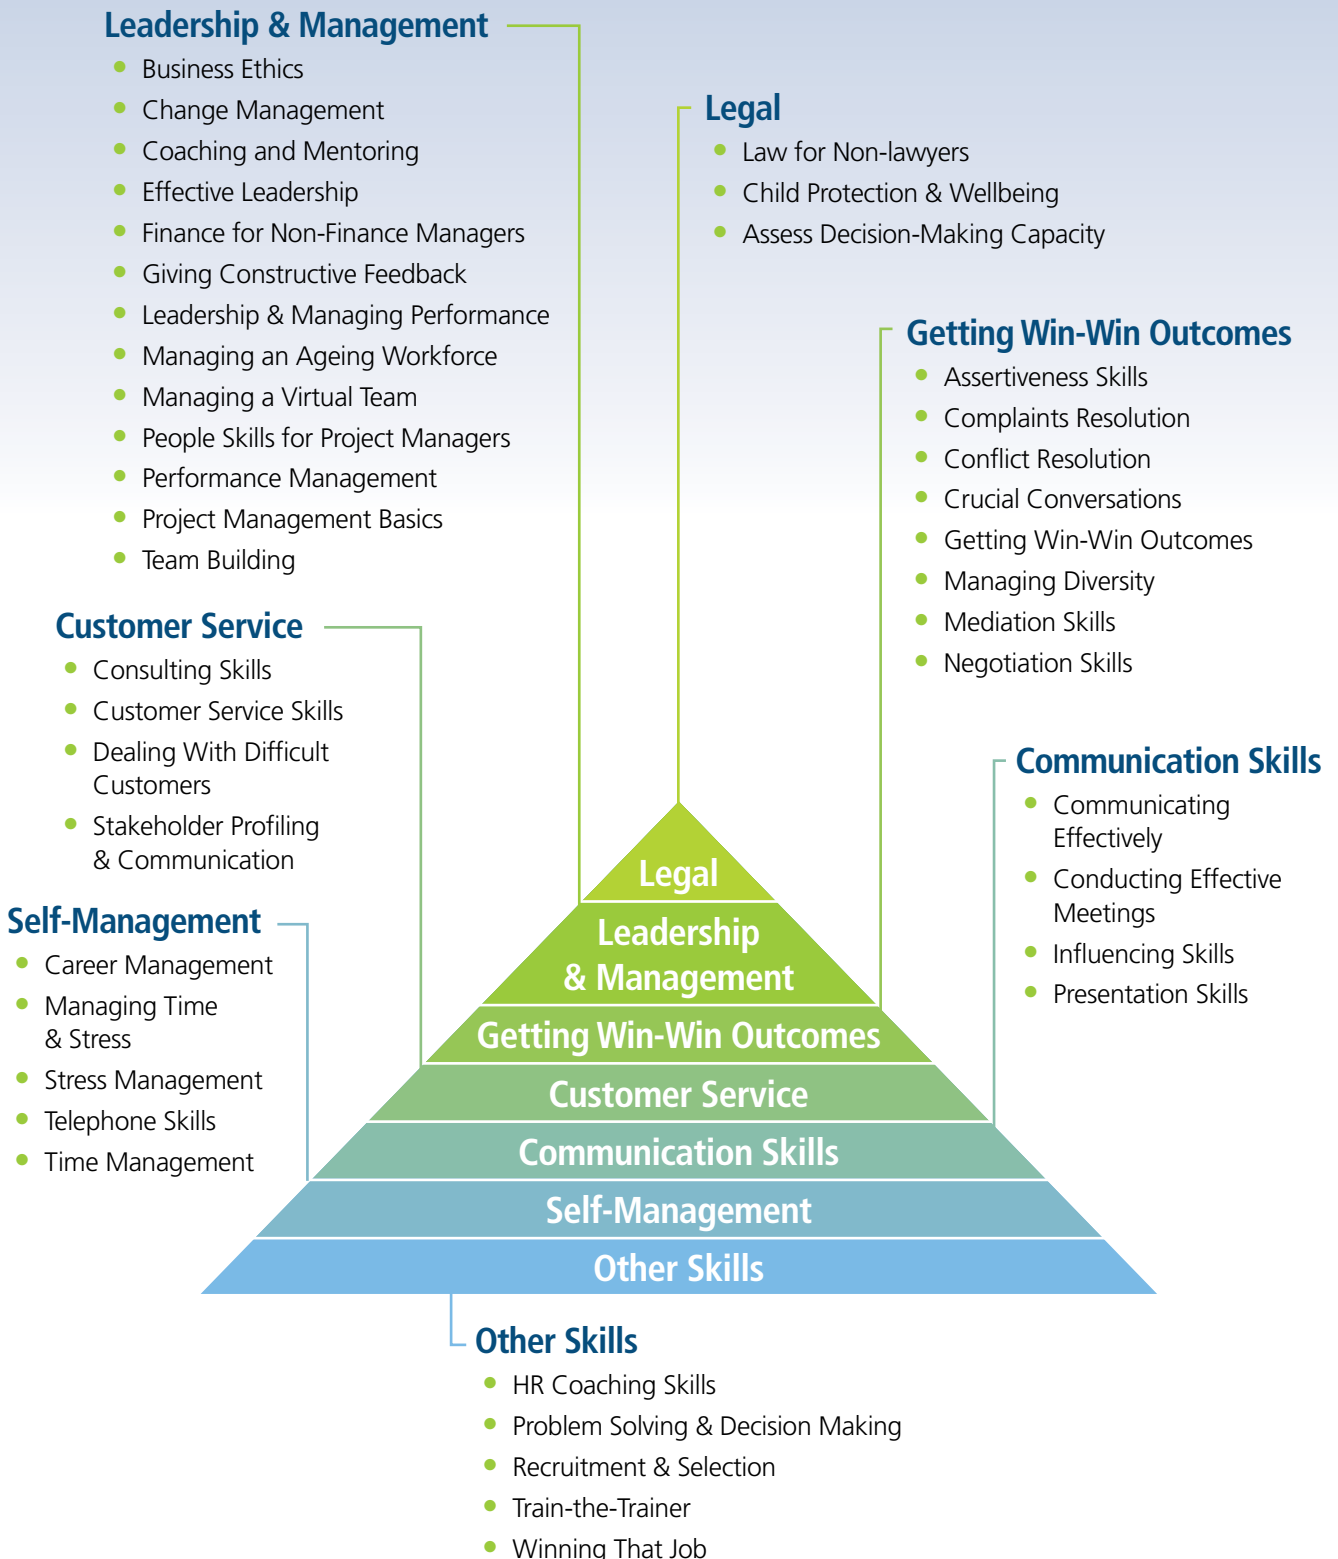 Leadership & Management
Business Ethics
Change Management
Coaching and Mentoring
Effective Leadership
Finance for Non-Finance Managers
Giving Constructive Feedback
Leadership & Managing Performance
Managing an Ageing Workforce
Managing a Virtual Team
People Skills for Project Managers
Performance Management
Project Management Basics
Team Building
Legal
Law for Non-lawyers
Child Protection & Wellbeing
Assess Decision-Making Capacity
Getting Win-Win Outcomes
Assertiveness Skills
Complaints Resolution
Conflict Resolution
Crucial Conversations
Getting Win-Win Outcomes
Managing Diversity
Mediation Skills
Negotiation Skills
Customer Service
Consulting Skills
Customer Service Skills
Dealing With Difficult
Customers
Stakeholder Profiling
& Communication
Communication Skills
Communicating
Effectively
Conducting Effective
Meetings
Influencing Skills
Presentation Skills
Self-Management
Career Management
Managing Time
& Stress
Stress Management
Telephone Skills
Time Management
Legal
Leadership
& Management
Getting Win-Win Outcomes
Customer Service
Communication Skills
Self-Management
Other Skills
Other Skills
HR Coaching Skills
Problem Solving & Decision Making
Recruitment & Selection
Train-the-Trainer
Winning That Job